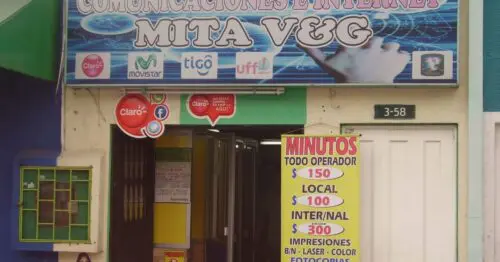 COMUNICACIONES E INTERNET
MITA V&G
Claro
movistar
tigo
uff!
Claro
Claro
3-58
MINUTOS
TODO OPERADOR
$ 150
LOCAL
$ 100
INTER/NAL
$ 300
IMPRESIONES
B/N - LASER - COLOR
FOTOCOPIAS